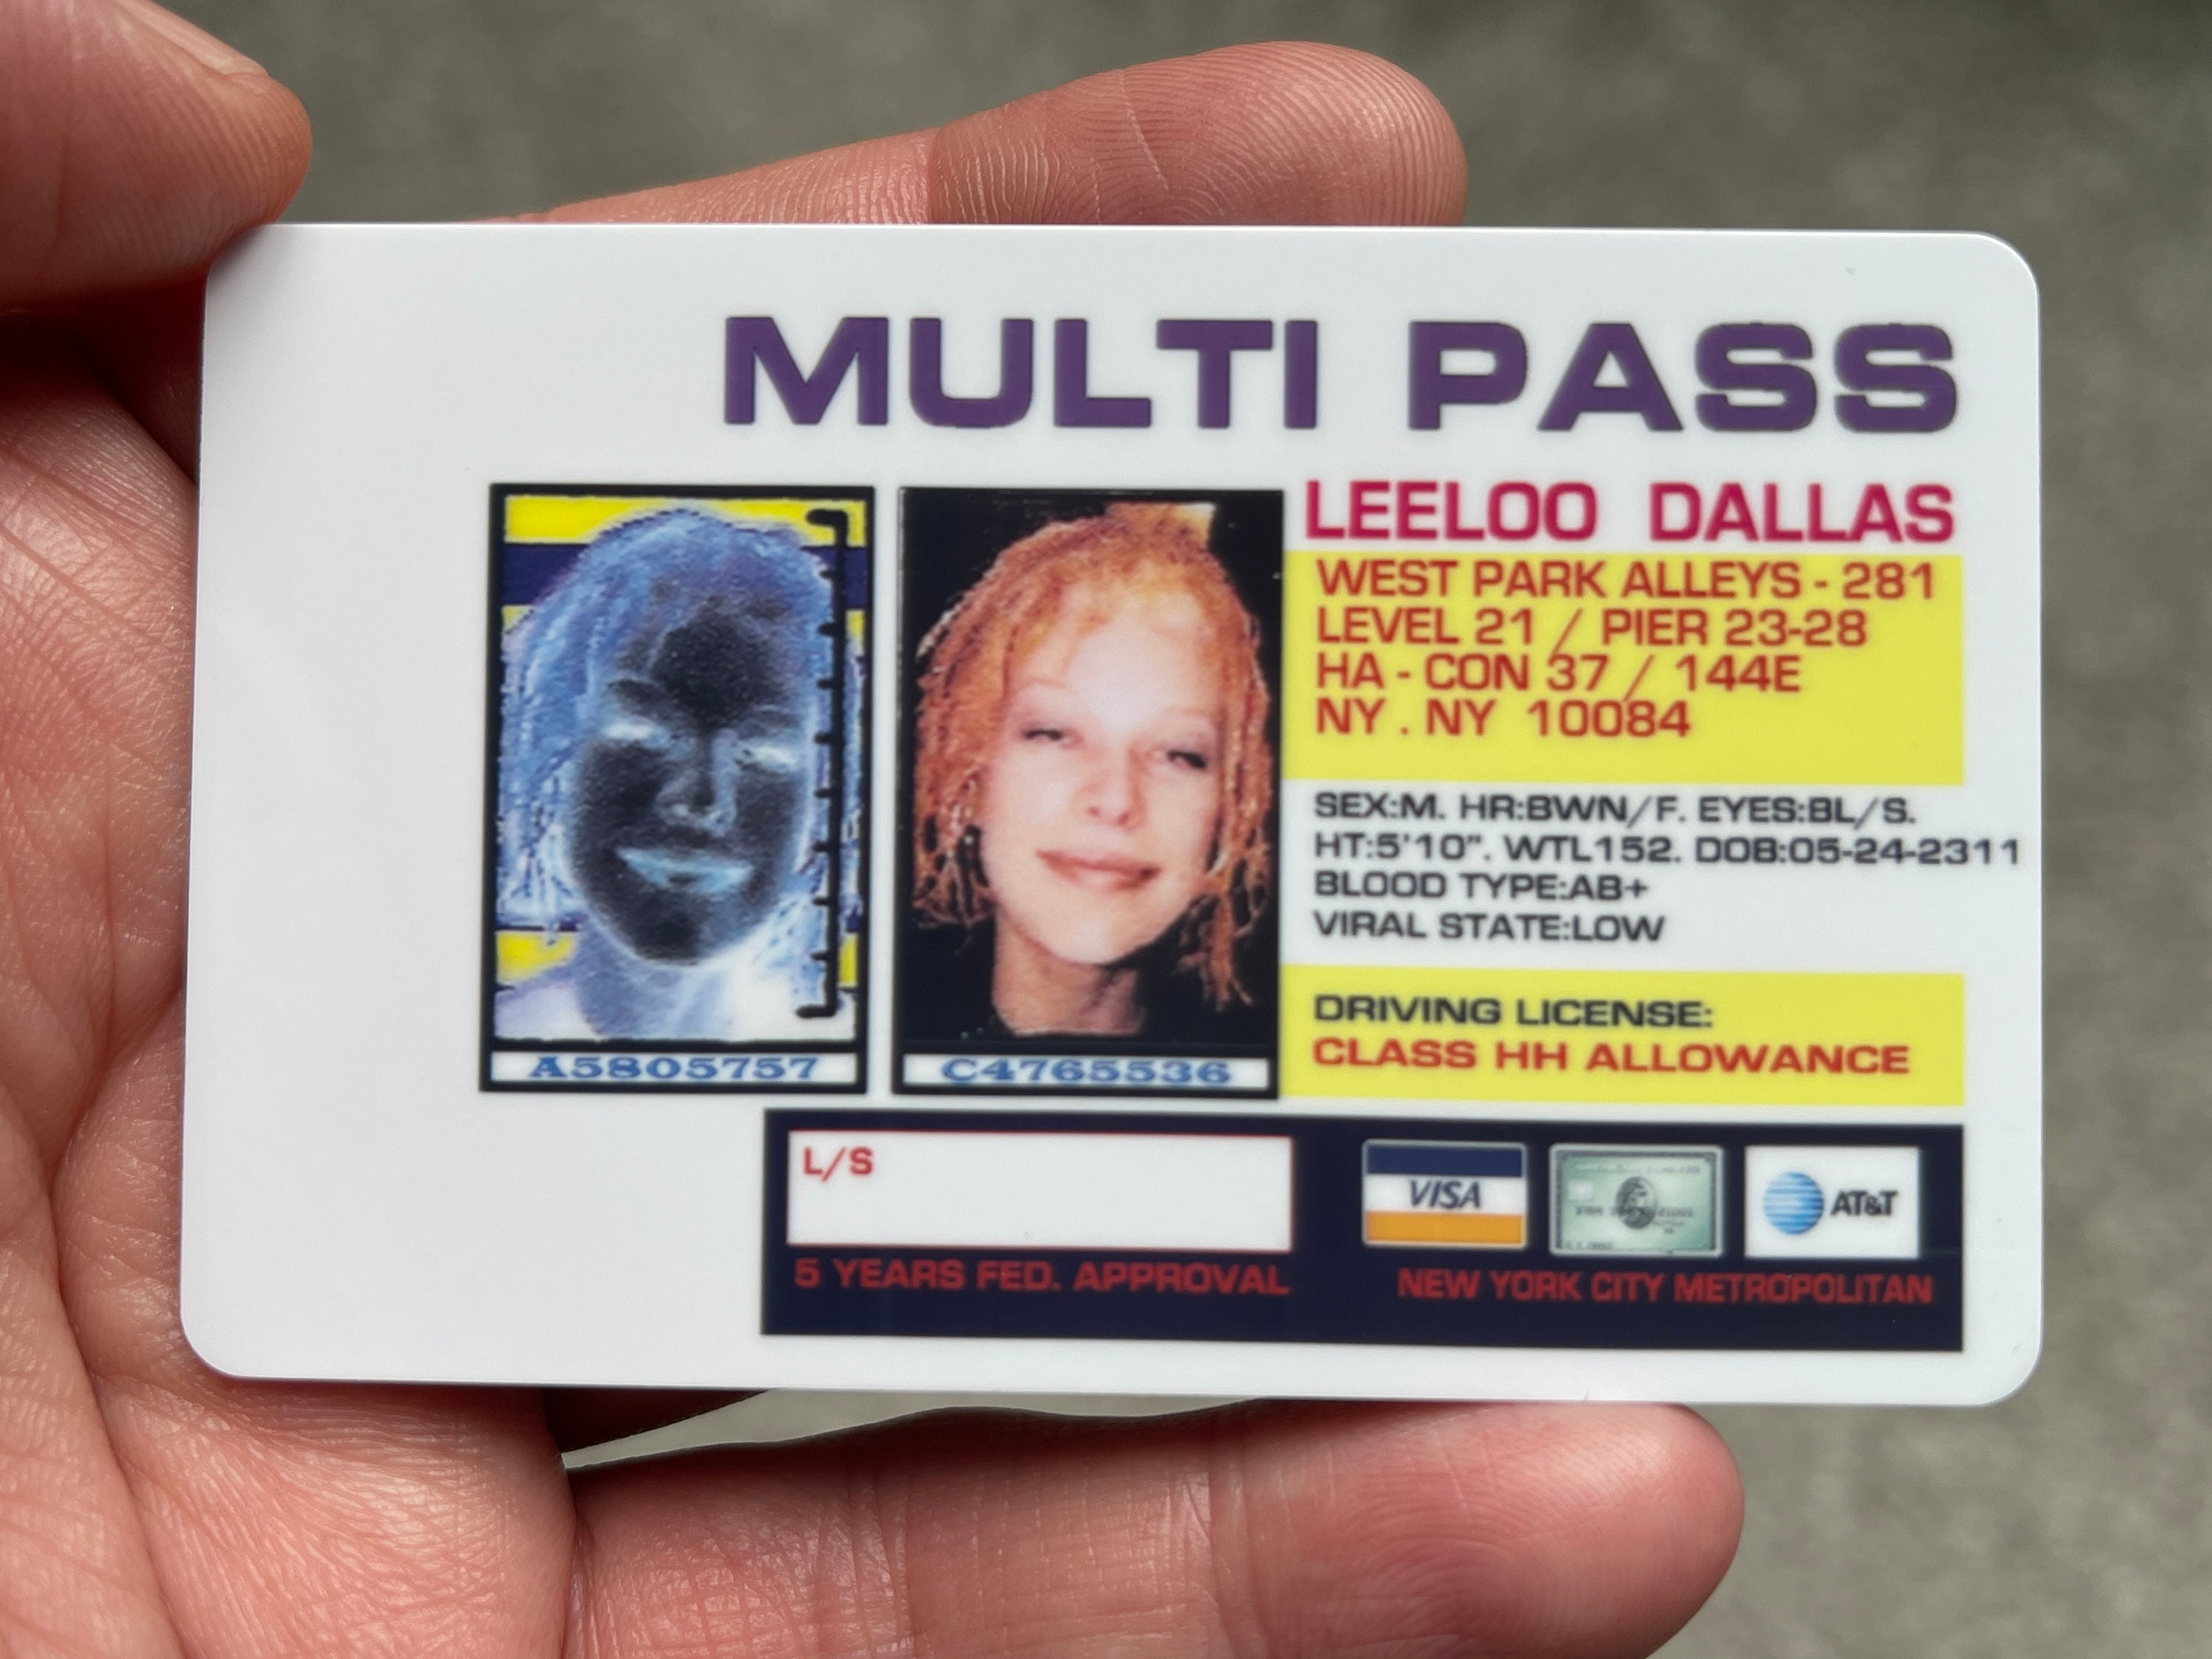 MULTI PASS
LEELOO DALLAS
WEST PARK ALLEYS - 281
LEVEL 21 / PIER 23-28
HA - CON 37 / 144E
NY . NY 10084
SEX:M. HR:BWN/F. EYES:BL/S.
HT:5'10". WTL152. DOB:05-24-2311
BLOOD TYPE:AB+
VIRAL STATE:LOW
DRIVING LICENSE:
CLASS HH ALLOWANCE
A5805757
C4765536
L/S
VISA
AT&T
5 YEARS FED. APPROVAL
NEW YORK CITY METROPOLITAN